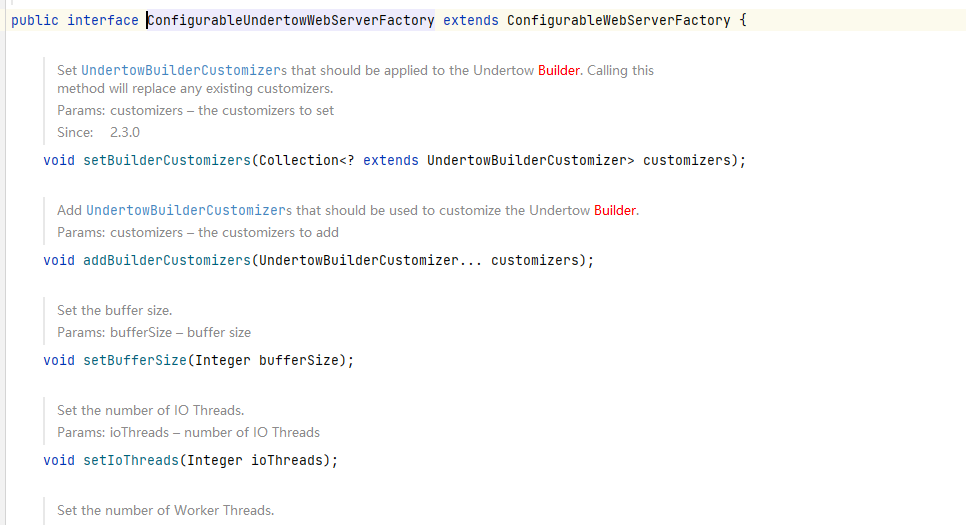 public interface ConfigurableUndertowWebServerFactory extends ConfigurableWebServerFactory {
Set UndertowBuilderCustomizers that should be applied to the Undertow Builder. Calling this
method will replace any existing customizers.
Params: customizers – the customizers to set
Since: 2.3.0
void setBuilderCustomizers(Collection<? extends UndertowBuilderCustomizer> customizers);
Add UndertowBuilderCustomizers that should be used to customize the Undertow Builder.
Params: customizers – the customizers to add
void addBuilderCustomizers(UndertowBuilderCustomizer... customizers);
Set the buffer size.
Params: bufferSize – buffer size
void setBufferSize(Integer bufferSize);
Set the number of IO Threads.
Params: ioThreads – number of IO Threads
void setIoThreads(Integer ioThreads);
Set the number of Worker Threads.